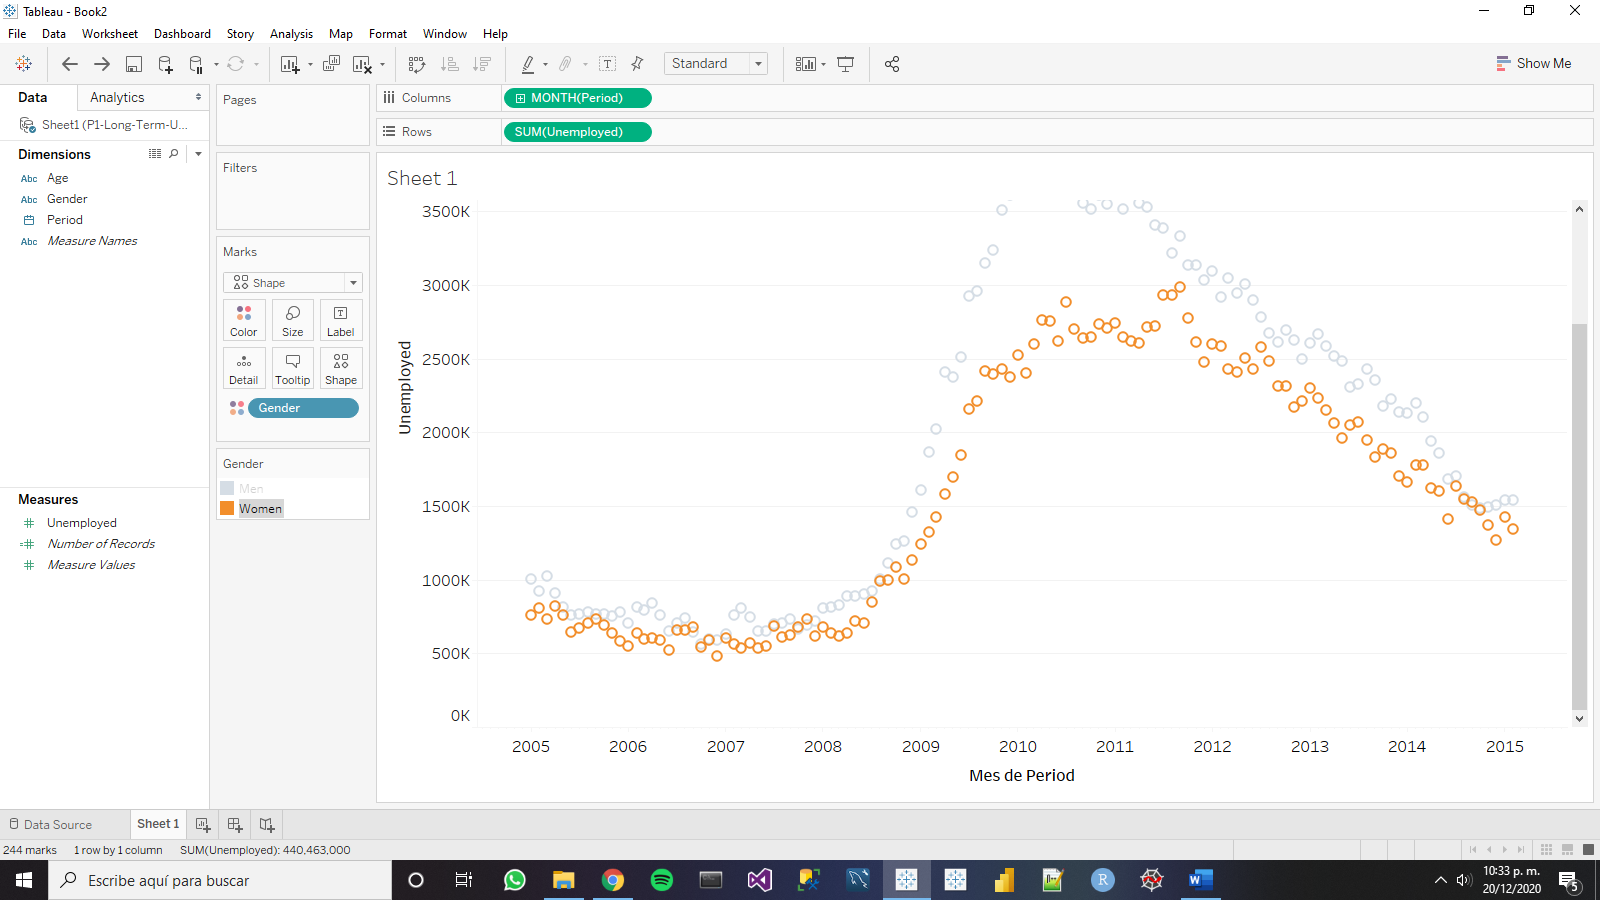 Tableau - Book2
File Data Worksheet Dashboard Story Analysis Map Format Window Help
Standard
Show Me
Data
Analytics
Sheet1 (P1-Long-Term-U...
Dimensions
Abc Age
Abc Gender
Period
Abc Measure Names
Measures
Unemployed
Number of Records
Measure Values
Pages
Filters
Marks
Shape
Color Size Label
Detail Tooltip Shape
Gender
Gender
Men
Women
Columns
MONTH(Period)
Rows
SUM(Unemployed)
Sheet 1
3500K
3000K
2500K
2000K
1500K
1000K
500K
0K
Unemployed
2005 2006 2007 2008 2009 2010 2011 2012 2013 2014 2015
Mes de Period
Data Source
Sheet 1
244 marks 1 row by 1 column SUM(Unemployed): 440,463,000
Escribe aquí para buscar
R
10:33 p. m.
20/12/2020
5